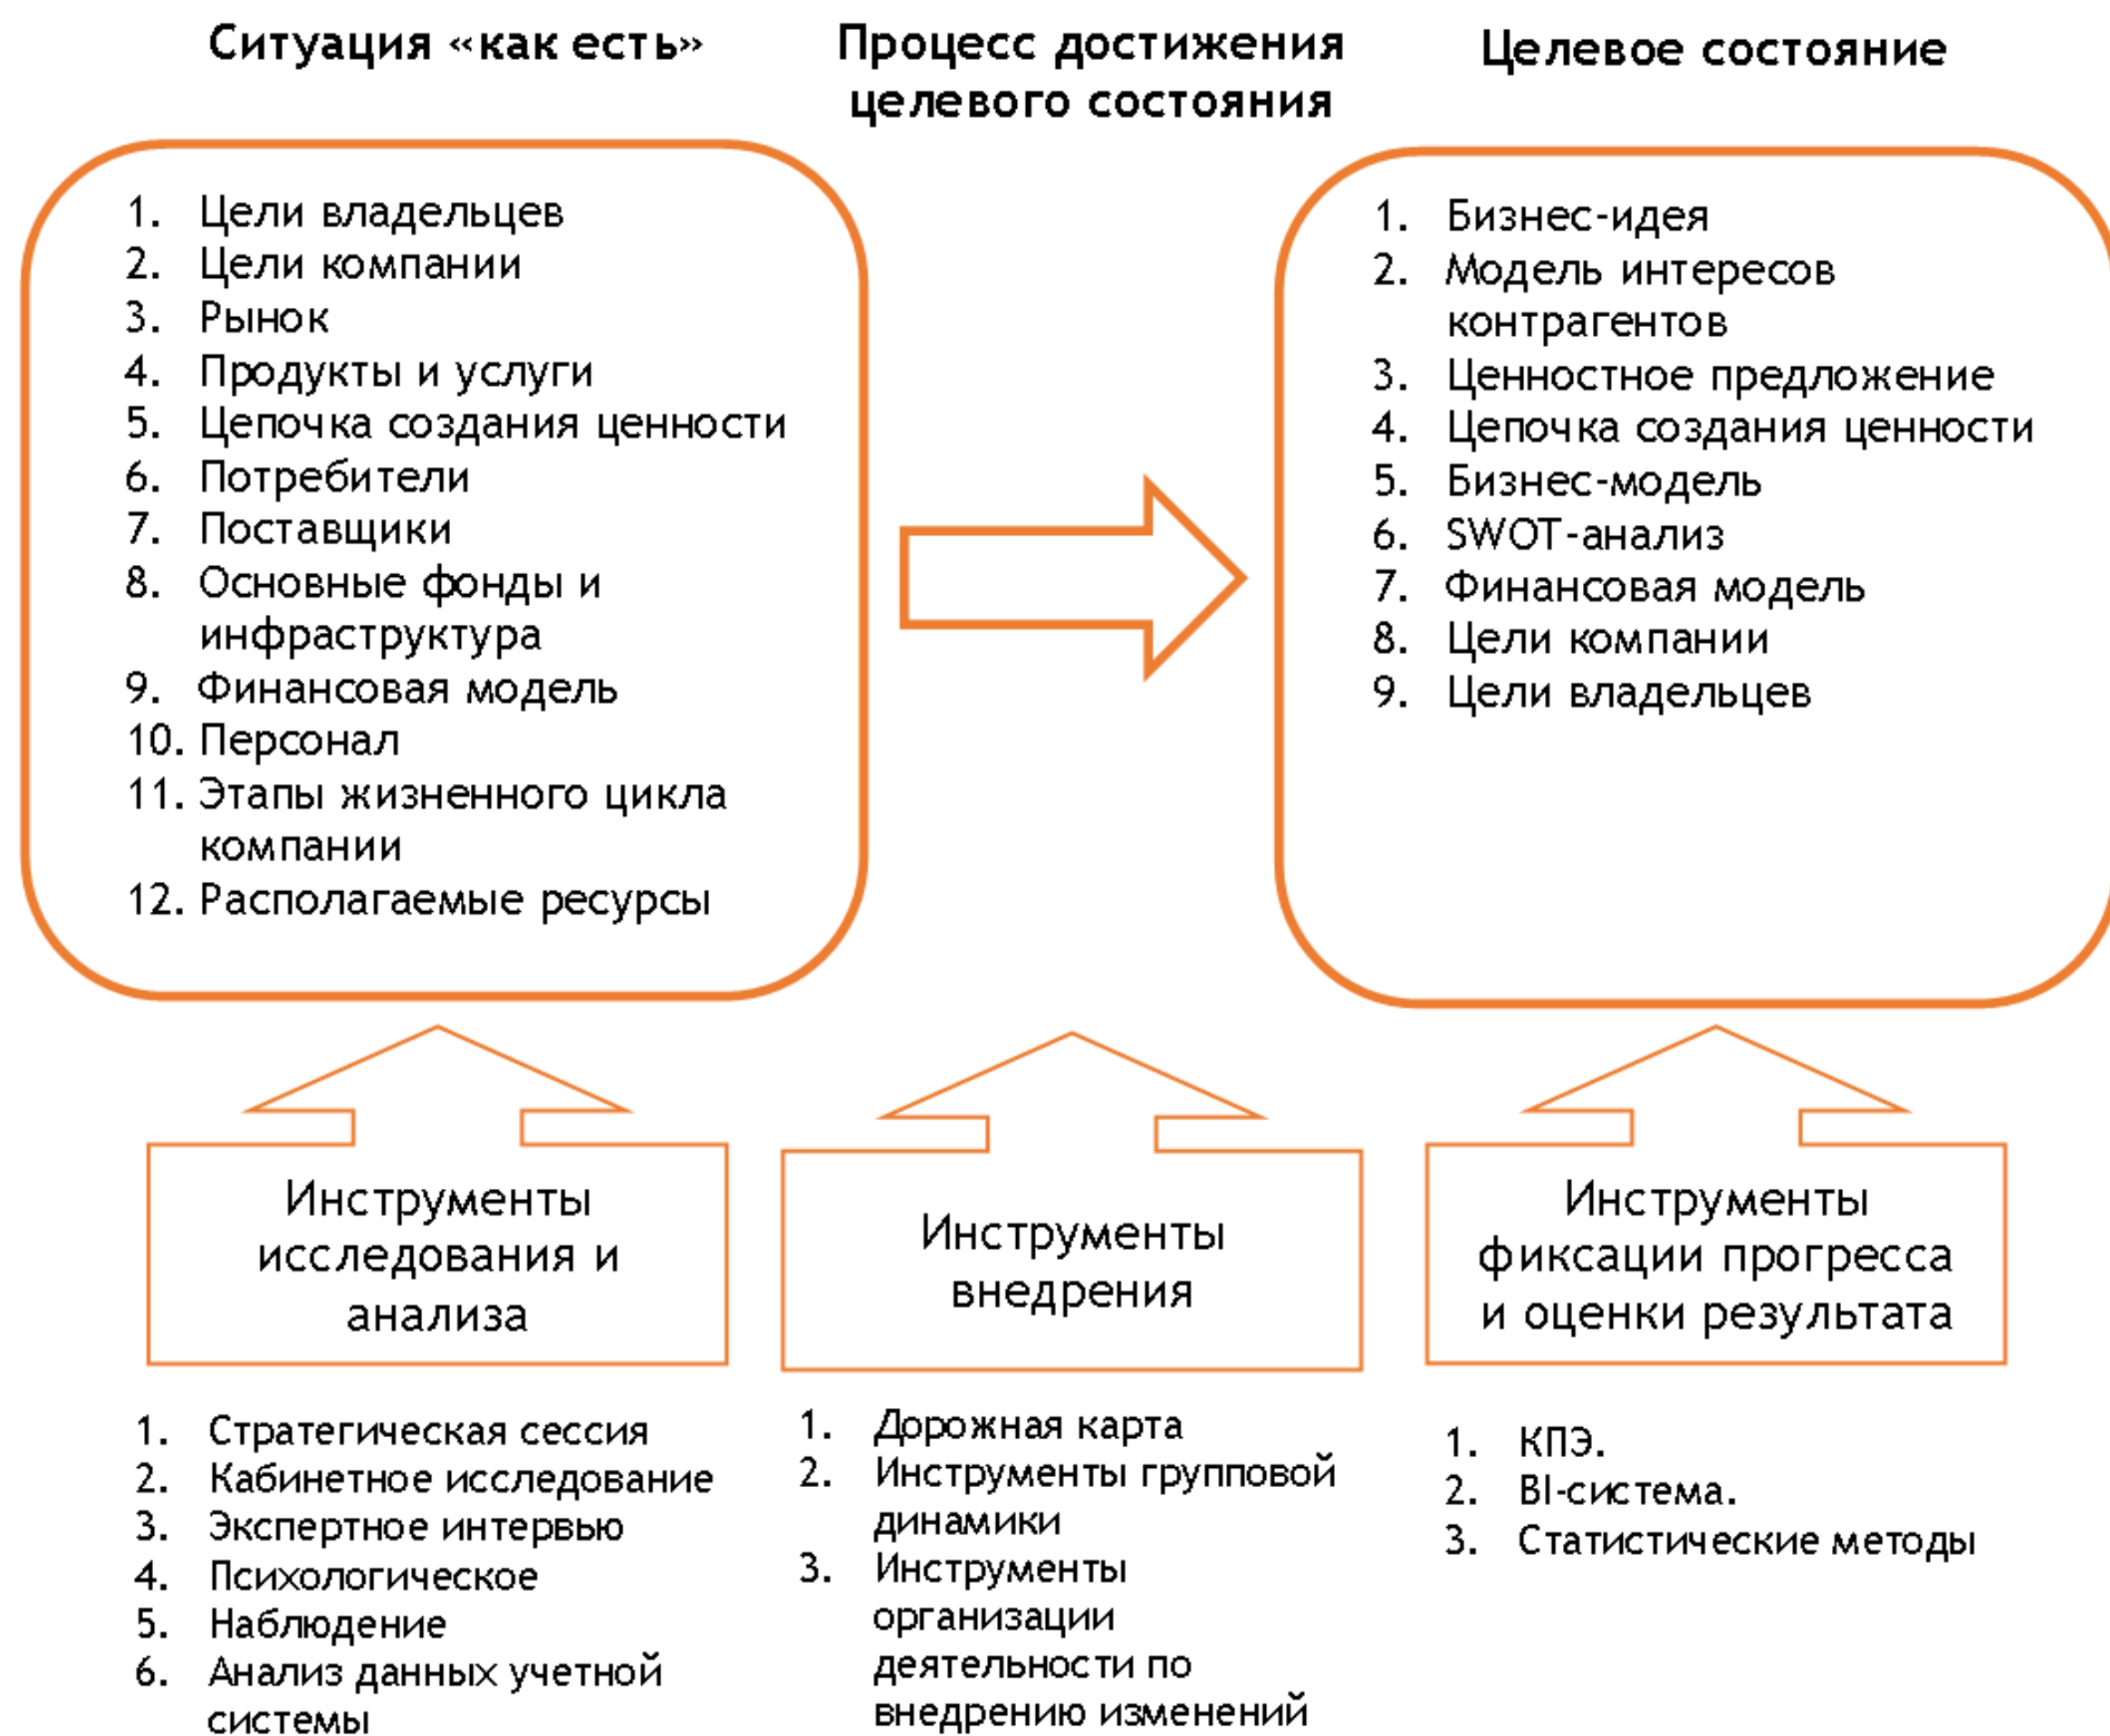 Ситуация «как есть»
Процесс достижения
целевого состояния
Целевое состояние
1. Цели владельцев
2. Цели компании
3. Рынок
4. Продукты и услуги
5. Цепочка создания ценности
6. Потребители
7. Поставщики
8. Основные фонды и
инфраструктура
9. Финансовая модель
10. Персонал
11. Этапы жизненного цикла
компании
12. Располагаемые ресурсы
1. Бизнес-идея
2. Модель интересов
контрагентов
3. Ценностное предложение
4. Цепочка создания ценности
5. Бизнес-модель
6. SWOT-анализ
7. Финансовая модель
8. Цели компании
9. Цели владельцев
Инструменты
исследования и
анализа
Инструменты
внедрения
Инструменты
фиксации прогресса
и оценки результата
1. Стратегическая сессия
2. Кабинетное исследование
3. Экспертное интервью
4. Психологическое
5. Наблюдение
6. Анализ данных учетной
системы
1. Дорожная карта
2. Инструменты групповой
динамики
3. Инструменты
организации
деятельности по
внедрению изменений
1. КПЭ.
2. BI-система.
3. Статистические методы